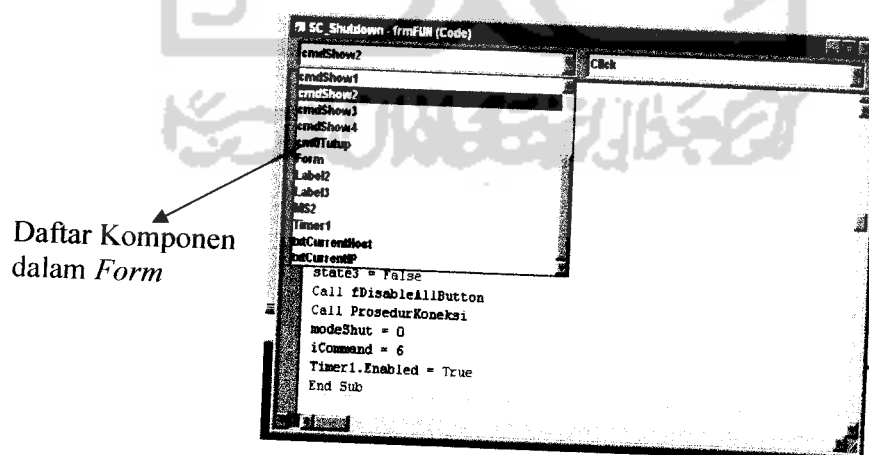 SC_Shutdown - frmFUN (Code)
cmdShow2
Click
cmdShow1
cmdShow2
cmdShow3
cmdShow4
cmdTutup
Form
Label2
Label3
MS2
Timer1
txtCurrentHost
txtCurrentIP
Daftar Komponen
dalam Form
state3 = False
Call fDisableAllButton
Call ProsedurKoneksi
modeShut = 0
iCommand = 6
Timer1.Enabled = True
End Sub